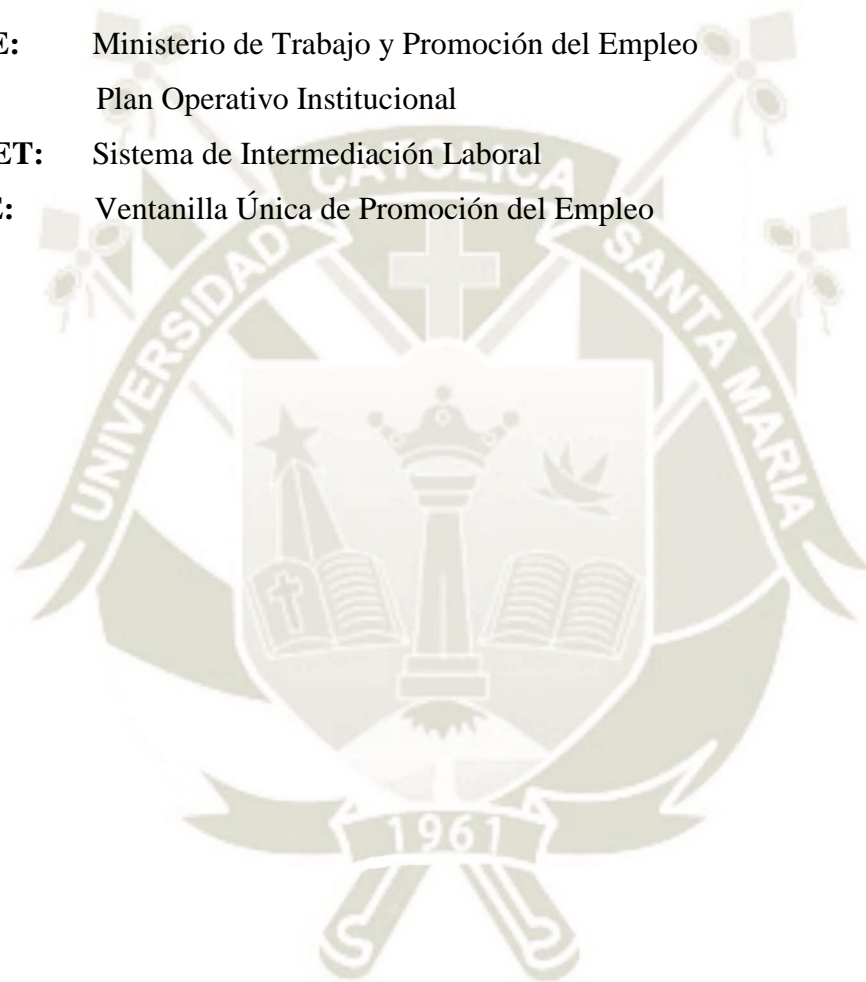 E: Ministerio de Trabajo y Promoción del Empleo
Plan Operativo Institucional
ET: Sistema de Intermediación Laboral
E: Ventanilla Única de Promoción del Empleo
UNIVERSIDAD CATOLICA SANTA MARIA
1961